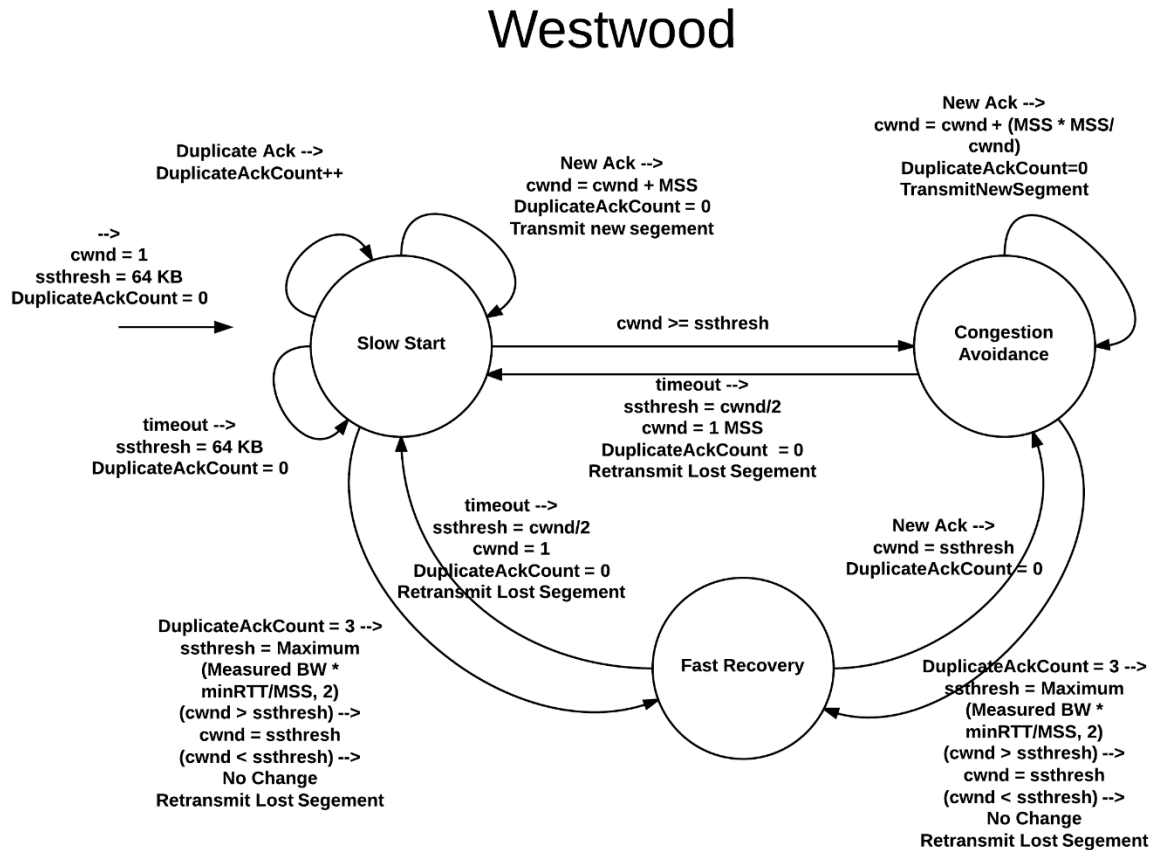 Westwood
New Ack -->
cwnd = cwnd + (MSS * MSS/
cwnd)
DuplicateAckCount=0
TransmitNewSegment
Duplicate Ack -->
DuplicateAckCount++
New Ack -->
cwnd = cwnd + MSS
DuplicateAckCount = 0
Transmit new segement
-->
cwnd = 1
ssthresh = 64 KB
DuplicateAckCount = 0
Slow Start
cwnd >= ssthresh
Congestion
Avoidance
timeout -->
ssthresh = cwnd/2
cwnd = 1 MSS
DuplicateAckCount = 0
Retransmit Lost Segement
timeout -->
ssthresh = 64 KB
DuplicateAckCount = 0
timeout -->
ssthresh = cwnd/2
cwnd = 1
DuplicateAckCount = 0
Retransmit Lost Segement
New Ack -->
cwnd = ssthresh
DuplicateAckCount = 0
Fast Recovery
DuplicateAckCount = 3 -->
ssthresh = Maximum
(Measured BW *
minRTT/MSS, 2)
(cwnd > ssthresh) -->
cwnd = ssthresh
(cwnd < ssthresh) -->
No Change
Retransmit Lost Segement
DuplicateAckCount = 3 -->
ssthresh = Maximum
(Measured BW *
minRTT/MSS, 2)
(cwnd > ssthresh) -->
cwnd = ssthresh
(cwnd < ssthresh) -->
No Change
Retransmit Lost Segement